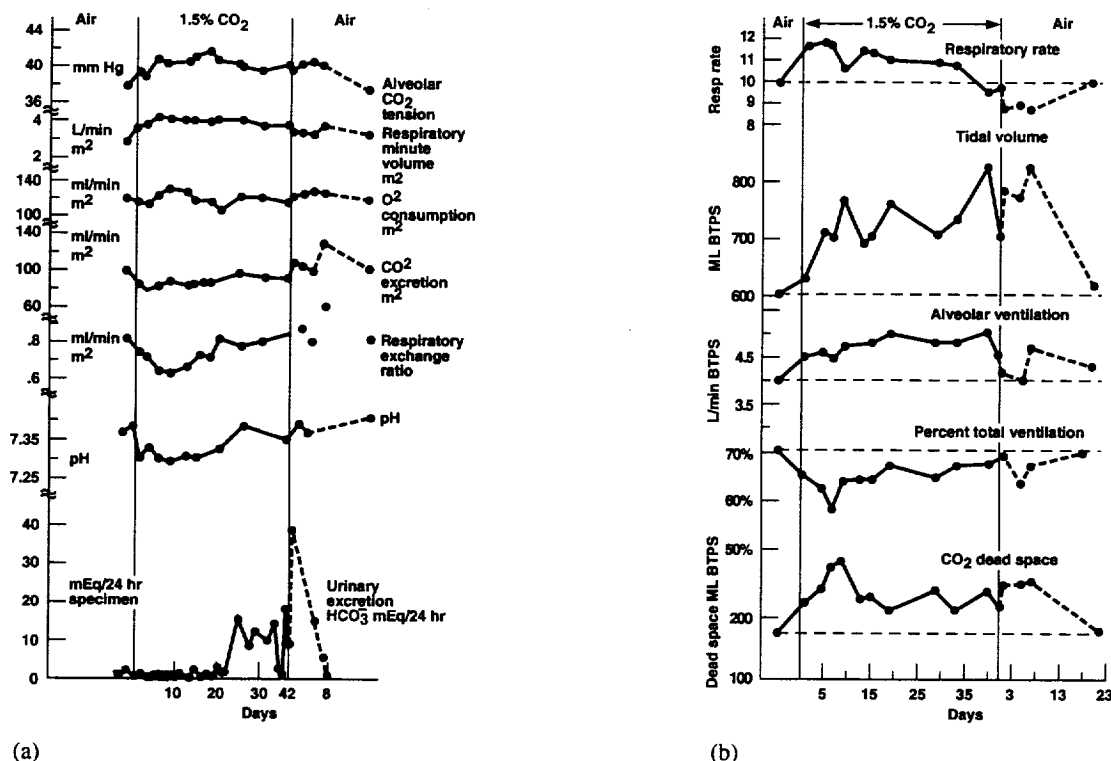 Air
1.5% CO2
Air
44
40
36
mm Hg
Alveolar
CO2
tension
4
L/min
m2
2
Respiratory
minute
volume
m2
140
ml/min
m2
100
O2
consumption
m2
140
ml/min
m2
100
60
CO2
excretion
m2
.8
ml/min
m2
.6
Respiratory
exchange
ratio
7.35
pH
7.25
pH
40
30
20
10
0
mEq/24 hr
specimen
Urinary
excretion
HCO3̄ mEq/24 hr
10 20 30 42 8
Days
(a)
Air
1.5% CO2
Air
Resp rate
12
11
10
9
8
Respiratory rate
Tidal volume
ML BTPS
800
700
600
Alveolar ventilation
L/min BTPS
4.5
3.5
Percent total ventilation
70%
60%
50%
CO2 dead space
Dead space ML BTPS
200
100
5 15 25 35 3 13 23
Days
(b)